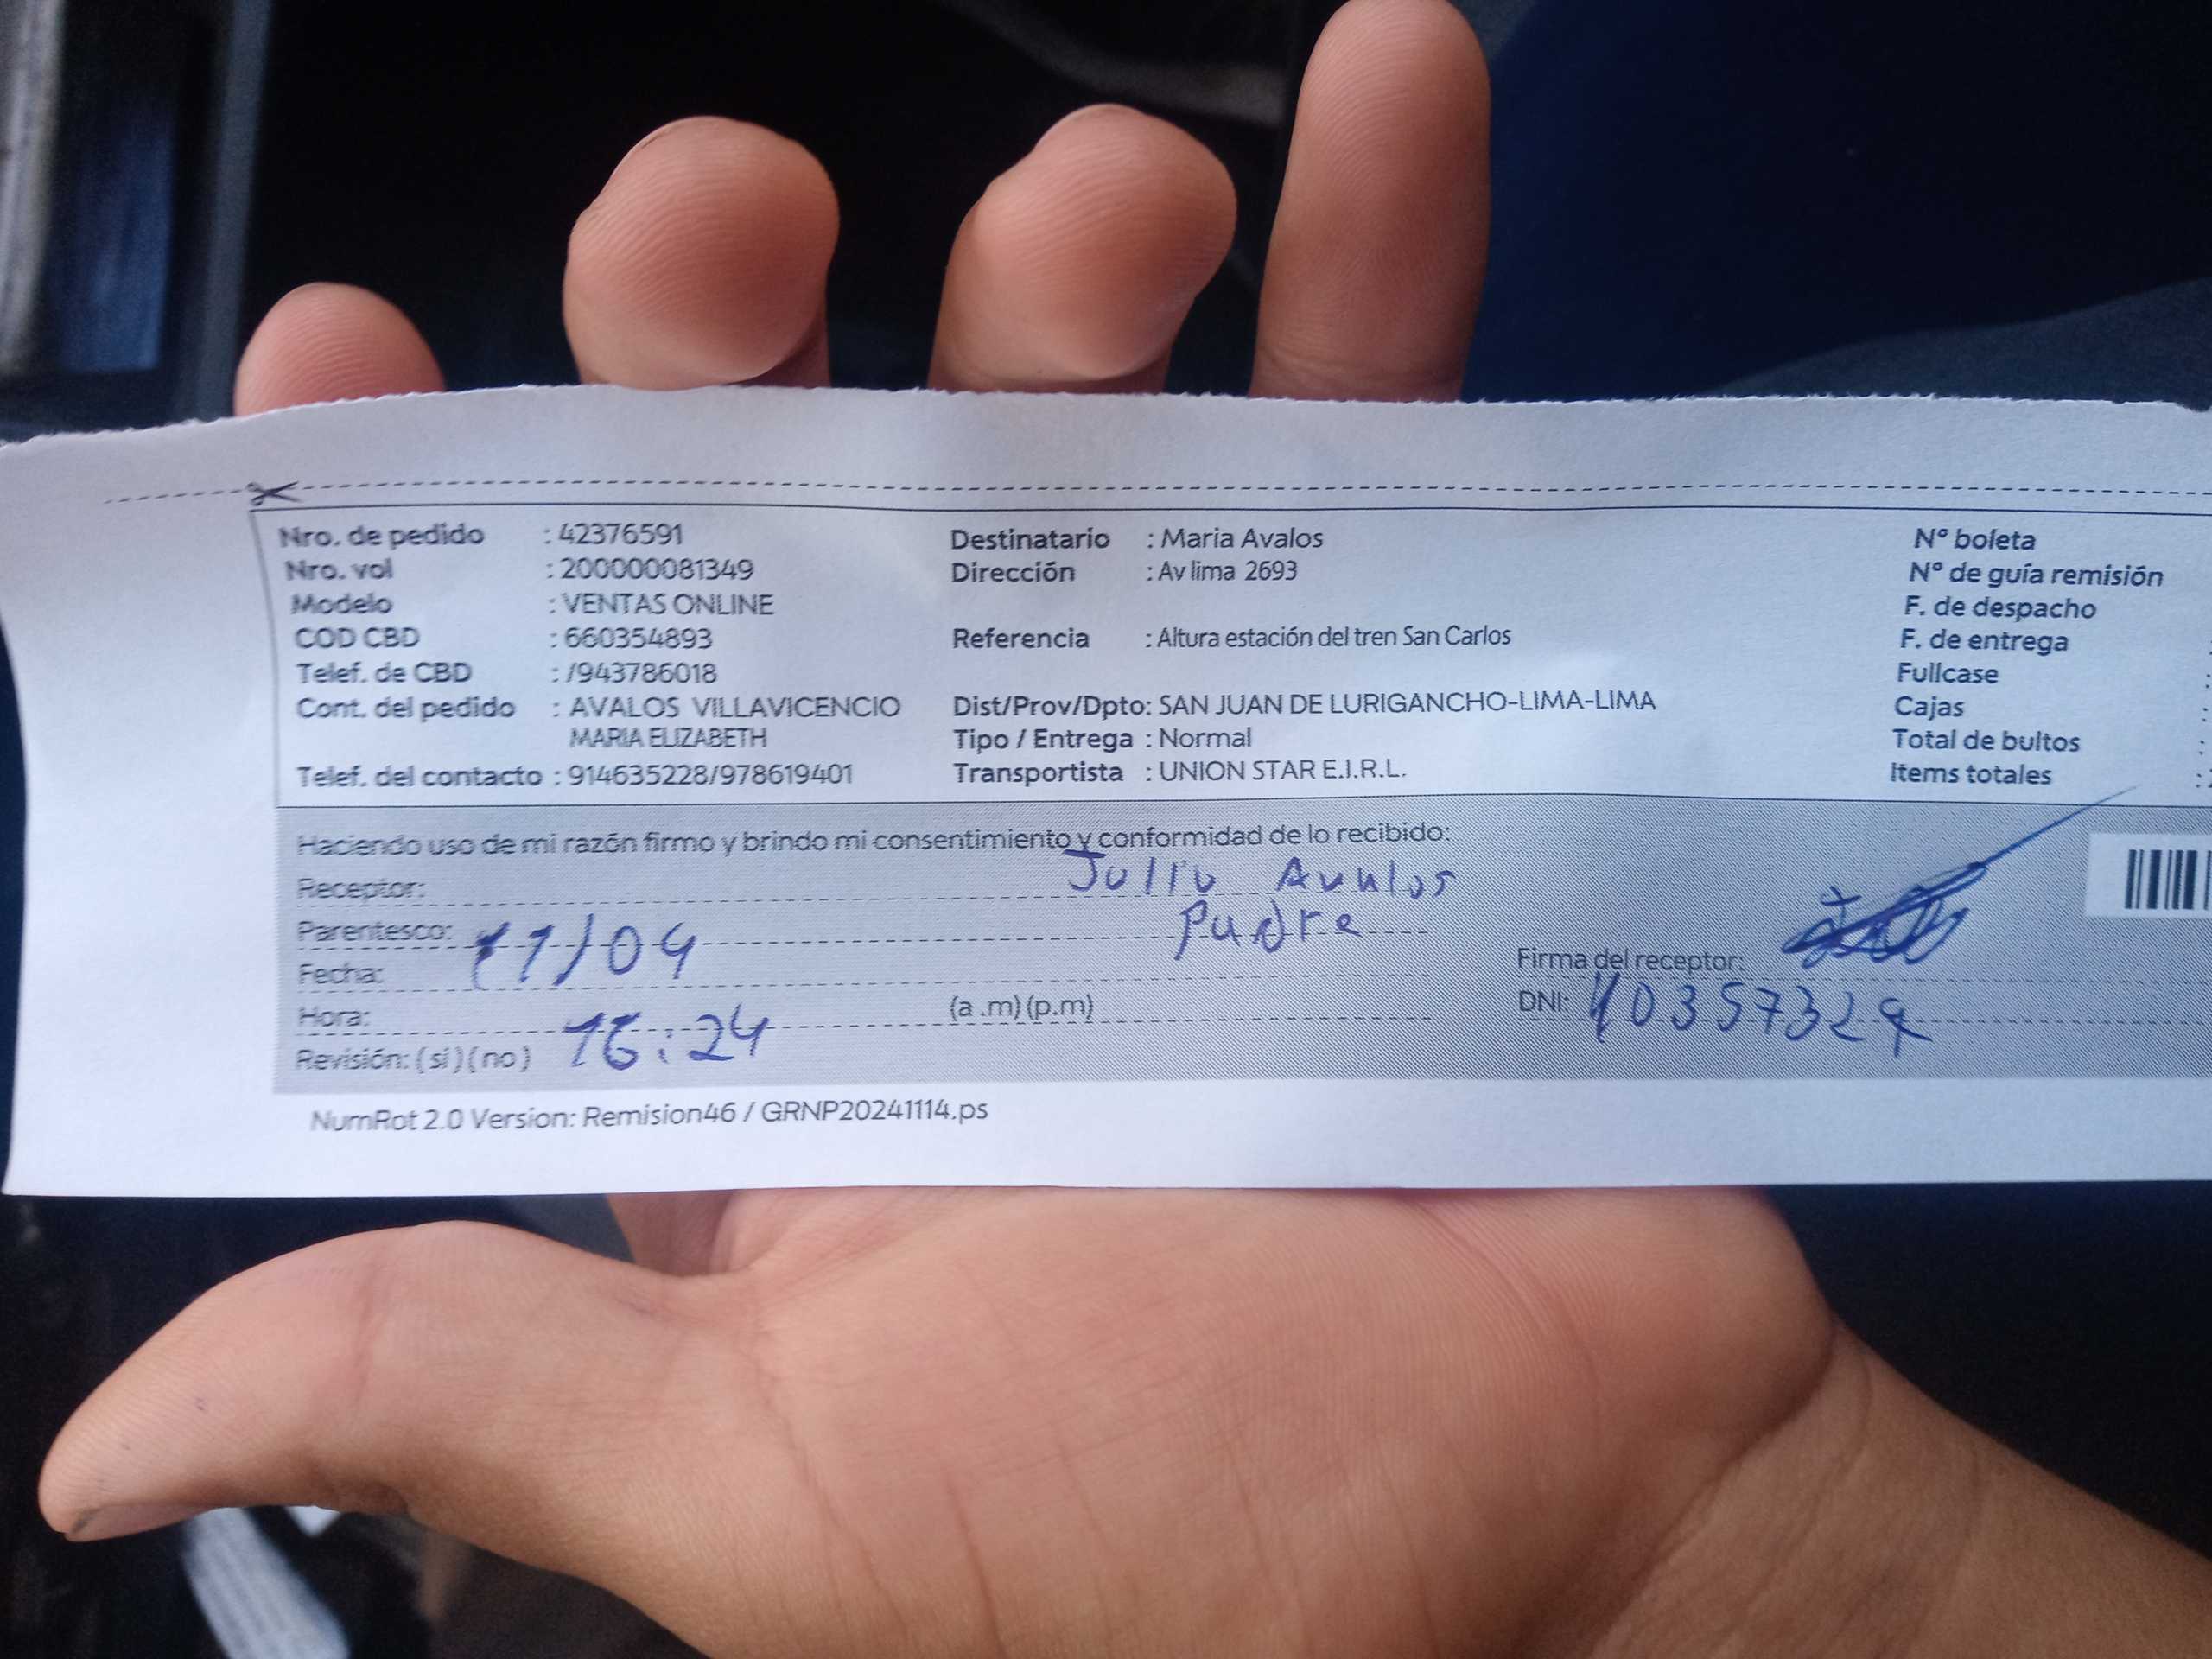 Nro. de pedido : 42376591
Nro. vol : 200000081349
Modelo : VENTAS ONLINE
COD CBD : 660354893
Telef. de CBD : /943786018
Cont. del pedido : AVALOS VILLAVICENCIO
MARIA ELIZABETH
Telef. del contacto : 914635228/978619401
Destinatario : Maria Avalos
Dirección : Av lima 2693
Referencia : Altura estación del tren San Carlos
Dist/Prov/Dpto: SAN JUAN DE LURIGANCHO-LIMA-LIMA
Tipo / Entrega : Normal
Transportista : UNION STAR E.I.R.L.
Nº boleta
Nº de guía remisión
F. de despacho
F. de entrega
Fullcase :
Cajas :
Total de bultos :
Items totales :
Haciendo uso de mi razón firmo y brindo mi consentimiento y conformidad de lo recibido:
Receptor: Julio Avalos
Parentesco: Padre
Fecha: 11/04
Hora: 16:24 (a .m) (p.m)
Revisión: (si) (no)
Firma del receptor:
DNI:
NumRot 2.0 Version: Remision46 / GRNP20241114.ps